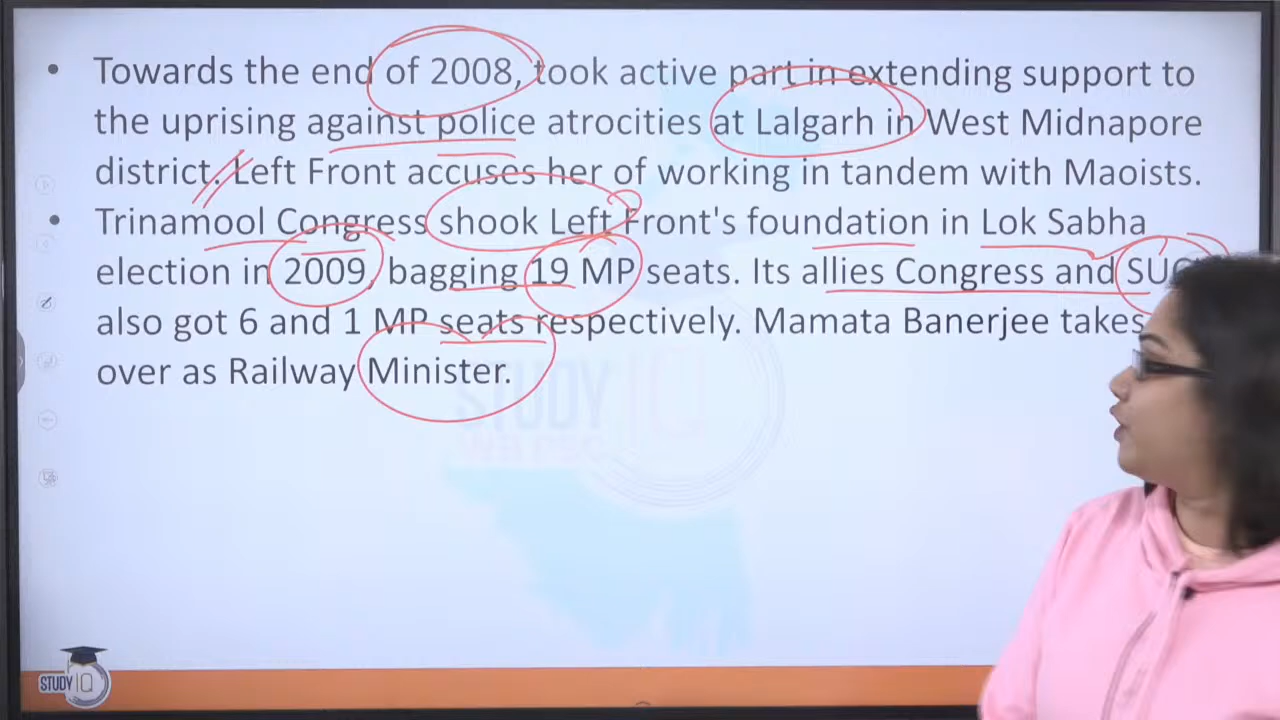 • Towards the end of 2008, took active part in extending support to
the uprising against police atrocities at Lalgarh in West Midnapore
district. Left Front accuses her of working in tandem with Maoists.
• Trinamool Congress shook Left Front's foundation in Lok Sabha
election in 2009, bagging 19 MP seats. Its allies Congress and
also got 6 and 1 MP seats respectively. Mamata Banerjee takes
over as Railway Minister.
STUDY IQ
STUDY IQ